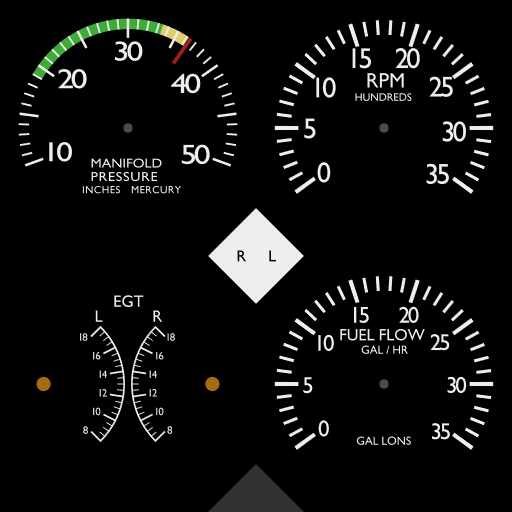 30
20
40
10
50
MANIFOLD
PRESSURE
INCHES MERCURY
15 20
10 25
RPM
HUNDREDS
5 30
0 35
R L
EGT
L R
18 18
16 16
14 14
12 12
10 10
8 8
15 20
FUEL FLOW
10 25
GAL / HR
5 30
0 35
GAL LONS